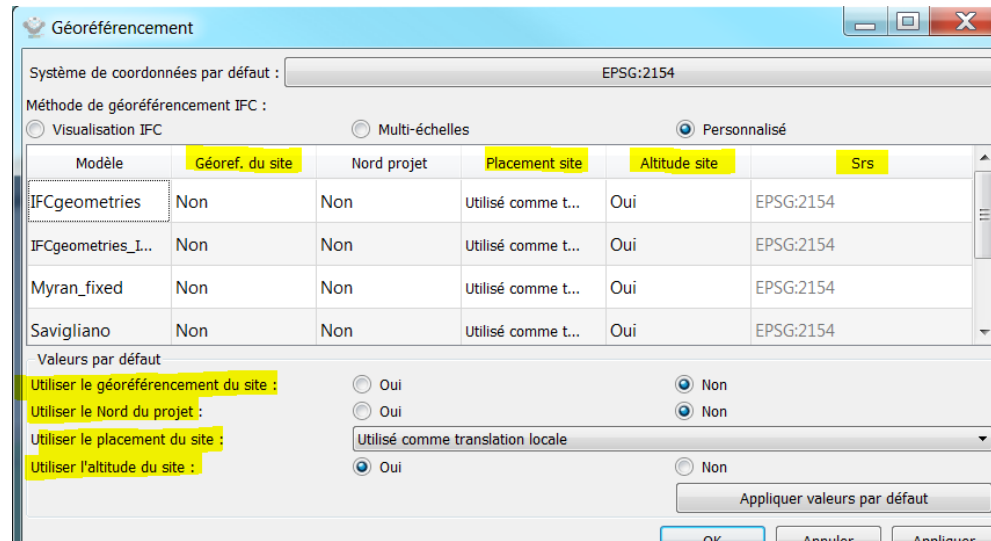 Géoréférencement
Système de coordonnées par défaut : EPSG:2154
Méthode de géoréférencement IFC :
Visualisation IFC Multi-échelles Personnalisé
Modèle Géoref. du site Nord projet Placement site Altitude site Srs
IFCgeometries Non Non Utilisé comme t... Oui EPSG:2154
IFCgeometries_I... Non Non Utilisé comme t... Oui EPSG:2154
Myran_fixed Non Non Utilisé comme t... Oui EPSG:2154
Savigliano Non Non Utilisé comme t... Oui EPSG:2154
Valeurs par défaut
Utiliser le géoréférencement du site : Oui Non
Utiliser le Nord du projet : Oui Non
Utiliser le placement du site : Utilisé comme translation locale
Utiliser l'altitude du site : Oui Non
Appliquer valeurs par défaut
OK Annuler Appliquer